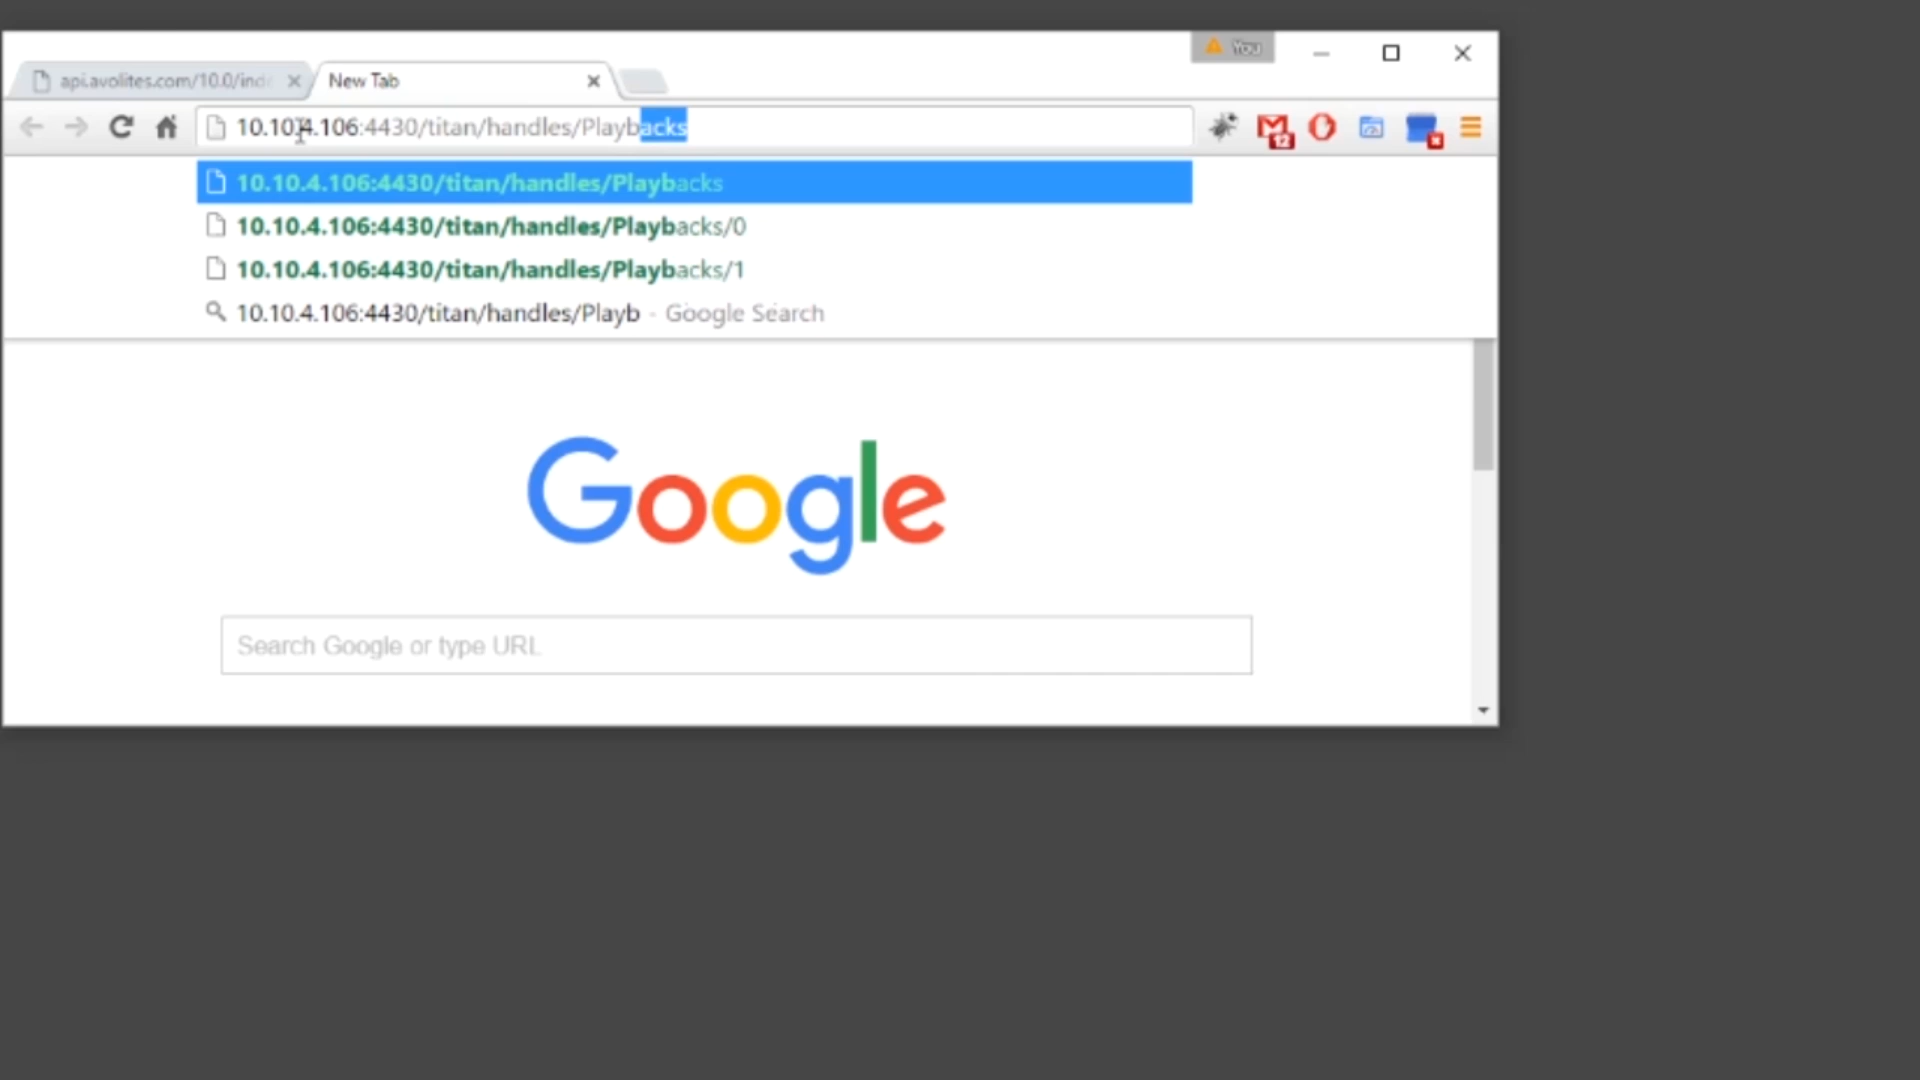 You
api.avolites.com/10.0/inde
New Tab
10.10.4.106:4430/titan/handles/Playbacks
12
10.10.4.106:4430/titan/handles/Playbacks
10.10.4.106:4430/titan/handles/Playbacks/0
10.10.4.106:4430/titan/handles/Playbacks/1
10.10.4.106:4430/titan/handles/Playb - Google Search
Google
Search Google or type URL